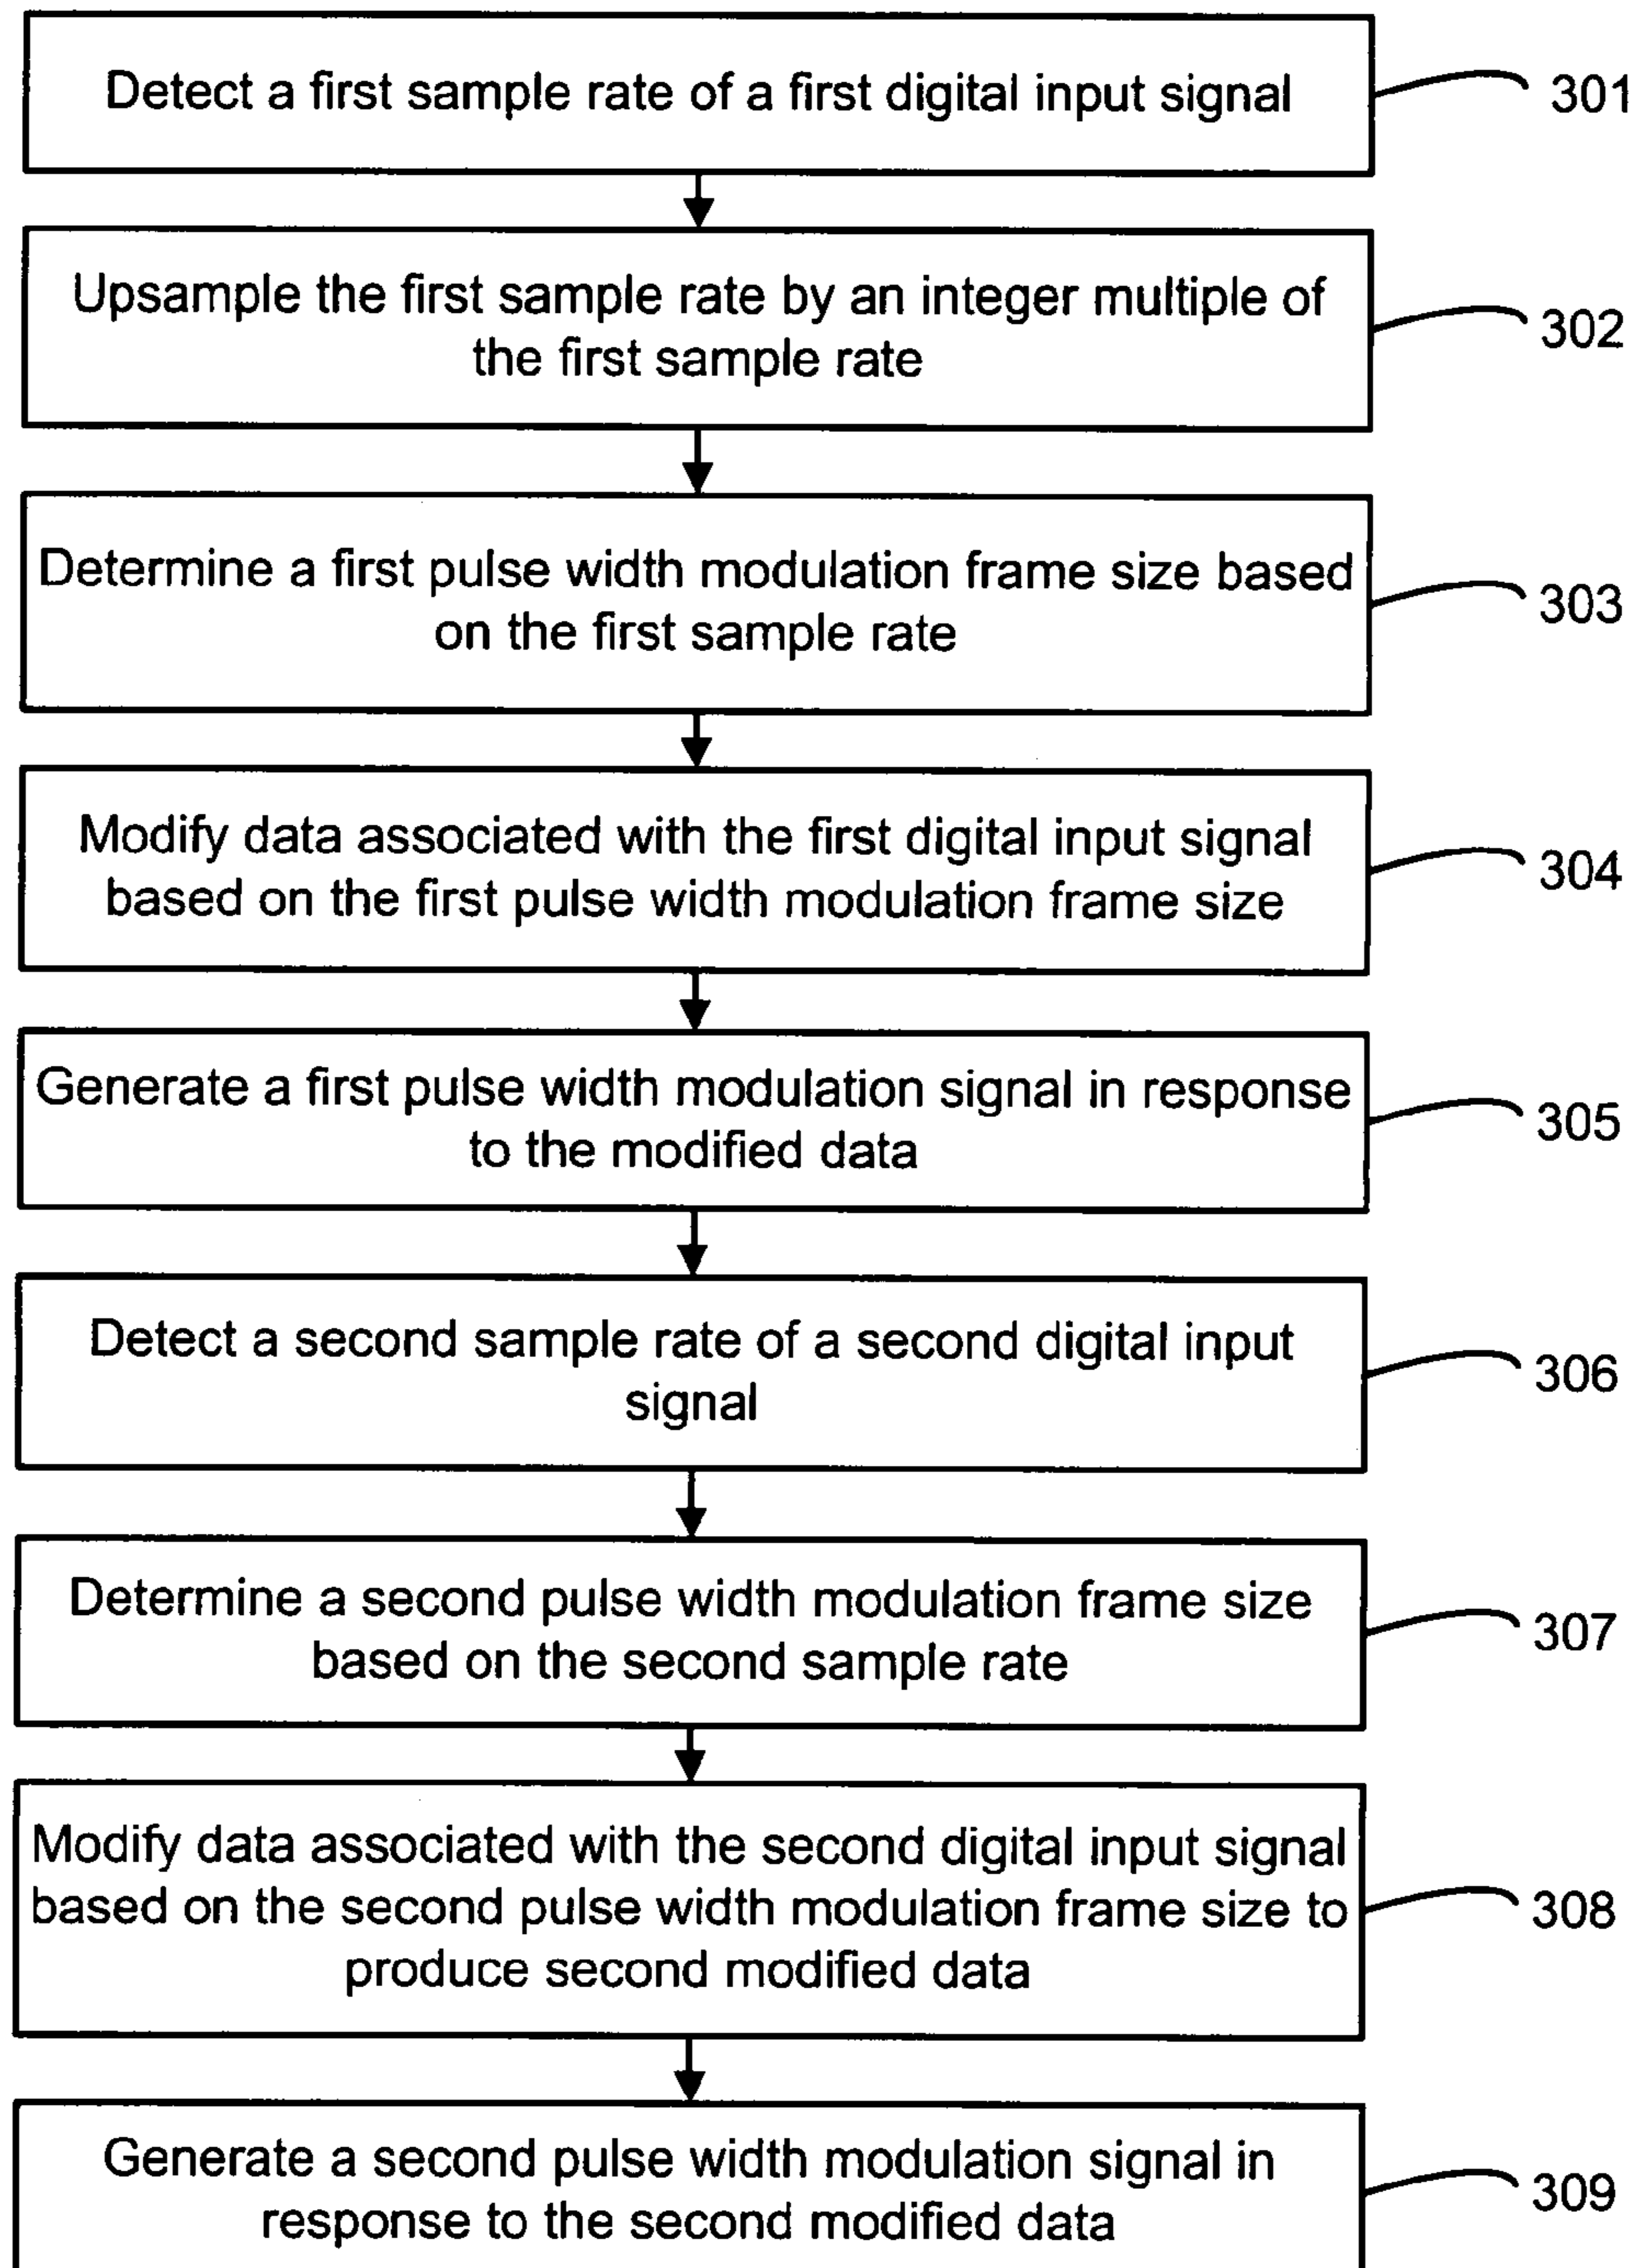 Detect a first sample rate of a first digital input signal
301
Upsample the first sample rate by an integer multiple of
the first sample rate
302
Determine a first pulse width modulation frame size based
on the first sample rate
303
Modify data associated with the first digital input signal
based on the first pulse width modulation frame size
304
Generate a first pulse width modulation signal in response
to the modified data
305
Detect a second sample rate of a second digital input
signal
306
Determine a second pulse width modulation frame size
based on the second sample rate
307
Modify data associated with the second digital input signal
based on the second pulse width modulation frame size to
produce second modified data
308
Generate a second pulse width modulation signal in
response to the second modified data
309